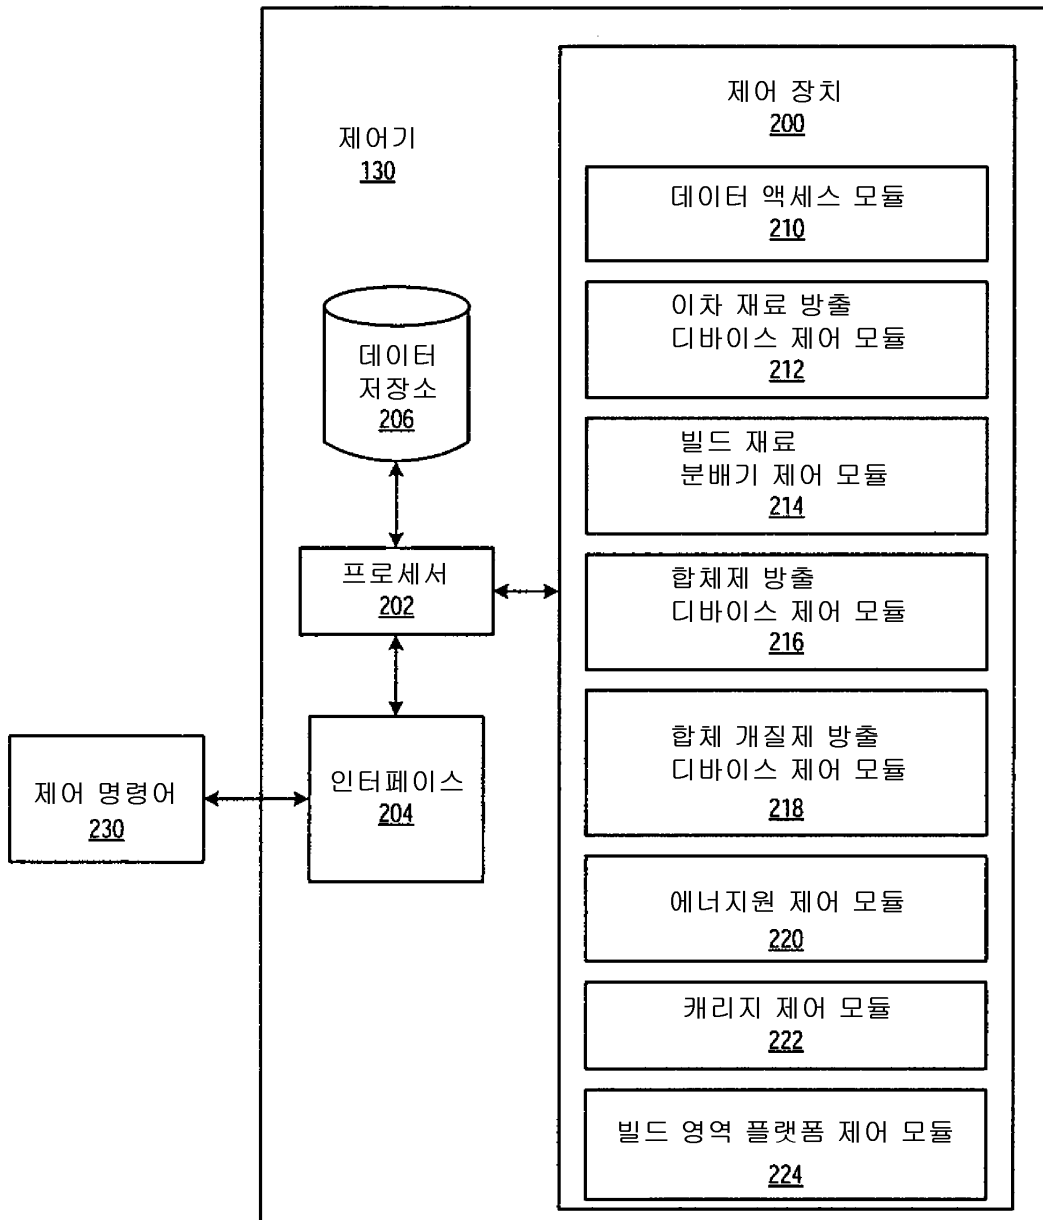 제어 장치
200
제어기
130
데이터 액세스 모듈
210
이차 재료 방출
디바이스 제어 모듈
212
데이터
저장소
206
빌드 재료
분배기 제어 모듈
214
프로세서
202
합체제 방출
디바이스 제어 모듈
216
합체 개질제 방출
디바이스 제어 모듈
218
제어 명령어
230
인터페이스
204
에너지원 제어 모듈
220
캐리지 제어 모듈
222
빌드 영역 플랫폼 제어 모듈
224